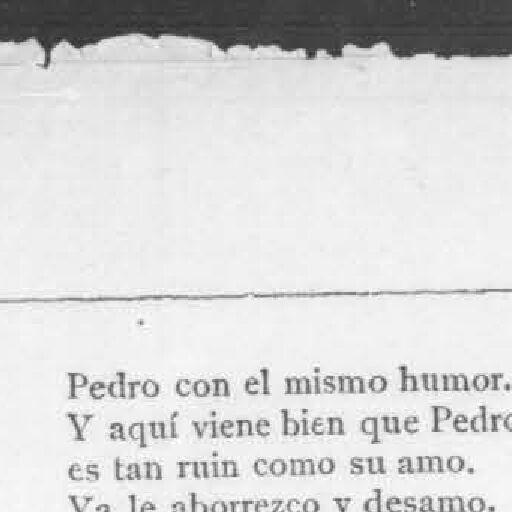 Pedro con el mismo humor.
Y aquí viene bien que Pedro
es tan ruin como su amo.
Ya le aborrezco y desamo.